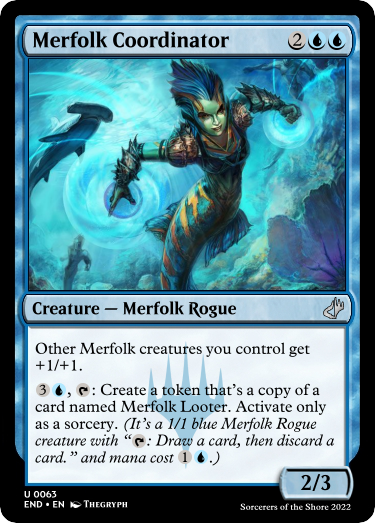 Merfolk Coordinator 2
Creature — Merfolk Rogue
Other Merfolk creatures you control get
+1/+1.
3, : Create a token that's a copy of a
card named Merfolk Looter. Activate only
as a sorcery. (It's a 1/1 blue Merfolk Rogue
creature with “: Draw a card, then discard a
card.” and mana cost 1.)
2/3
U 0063
END • EN Thegryph
Sorcerers of the Shore 2022